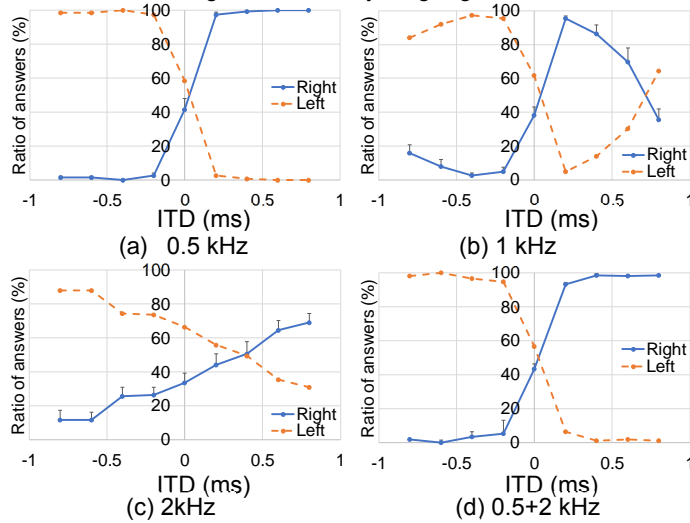 100
80
60
40
20
0
Ratio of answers (%)
Right
Left
-1
-0.5
0
0.5
1
ITD (ms)
(a) 0.5 kHz
100
80
60
40
20
0
Ratio of answers (%)
Right
Left
-1
-0.5
0
0.5
1
ITD (ms)
(b) 1 kHz
100
80
60
40
20
0
Ratio of answers (%)
Right
Left
-1
-0.5
0
0.5
1
ITD (ms)
(c) 2kHz
100
80
60
40
20
0
Ratio of answers (%)
Right
Left
-1
-0.5
0
0.5
1
ITD (ms)
(d) 0.5+2 kHz